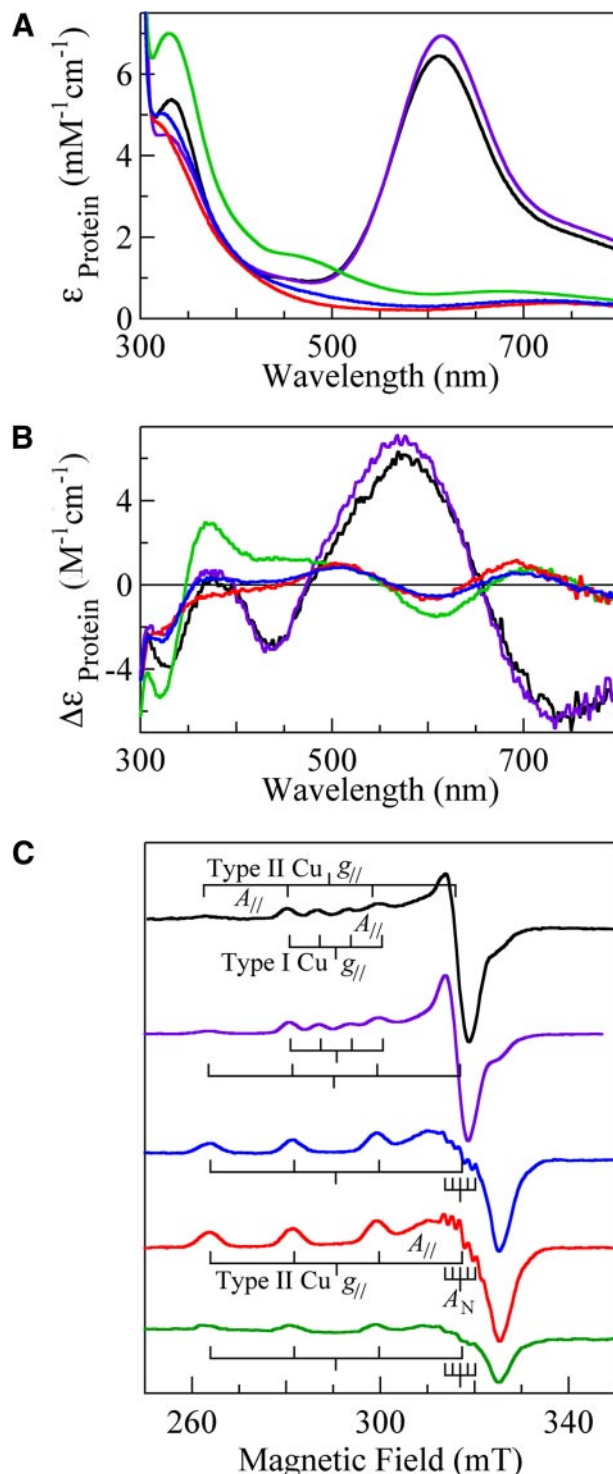 A
ε Protein (mM⁻¹cm⁻¹)
6
4
2
0
300 500 700
Wavelength (nm)
B
Δε Protein (M⁻¹cm⁻¹)
4
0
-4
300 500 700
Wavelength (nm)
C
Type II Cu g//
A//
A//
Type I Cu g//
A//
Type II Cu g//
A_N
260 300 340
Magnetic Field (mT)